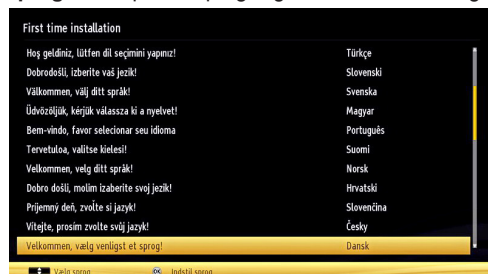 First time installation
Hoş geldiniz, lütfen dil seçimini yapınız! Türkçe
Dobrodošli, izberite vaš jezik! Slovenski
Välkommen, välj ditt språk! Svenska
Üdvözöljük, kérjük válassza ki a nyelvet! Magyar
Bem-vindo, favor selecionar seu idioma Português
Tervetuloa, valitse kielesi! Suomi
Velkommen, velg ditt språk! Norsk
Dobro došli, molim izaberite svoj jezik! Hrvatski
Príjemný deň, zvoľte si jazyk! Slovenčina
Vítejte, prosím zvolte svůj jazyk! Česky
Velkommen, vælg venligst et sprog! Dansk
Vælg sprog OK Indstil sprog